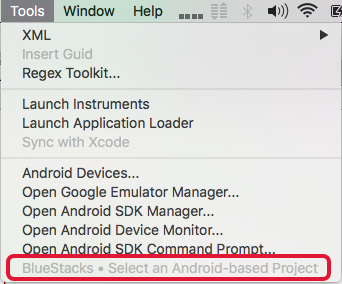 Tools Window Help
XML
Insert Guid
Regex Toolkit...
Launch Instruments
Launch Application Loader
Sync with Xcode
Android Devices...
Open Google Emulator Manager...
Open Android SDK Manager...
Open Android Device Monitor...
Open Android SDK Command Prompt...
BlueStacks • Select an Android-based Project